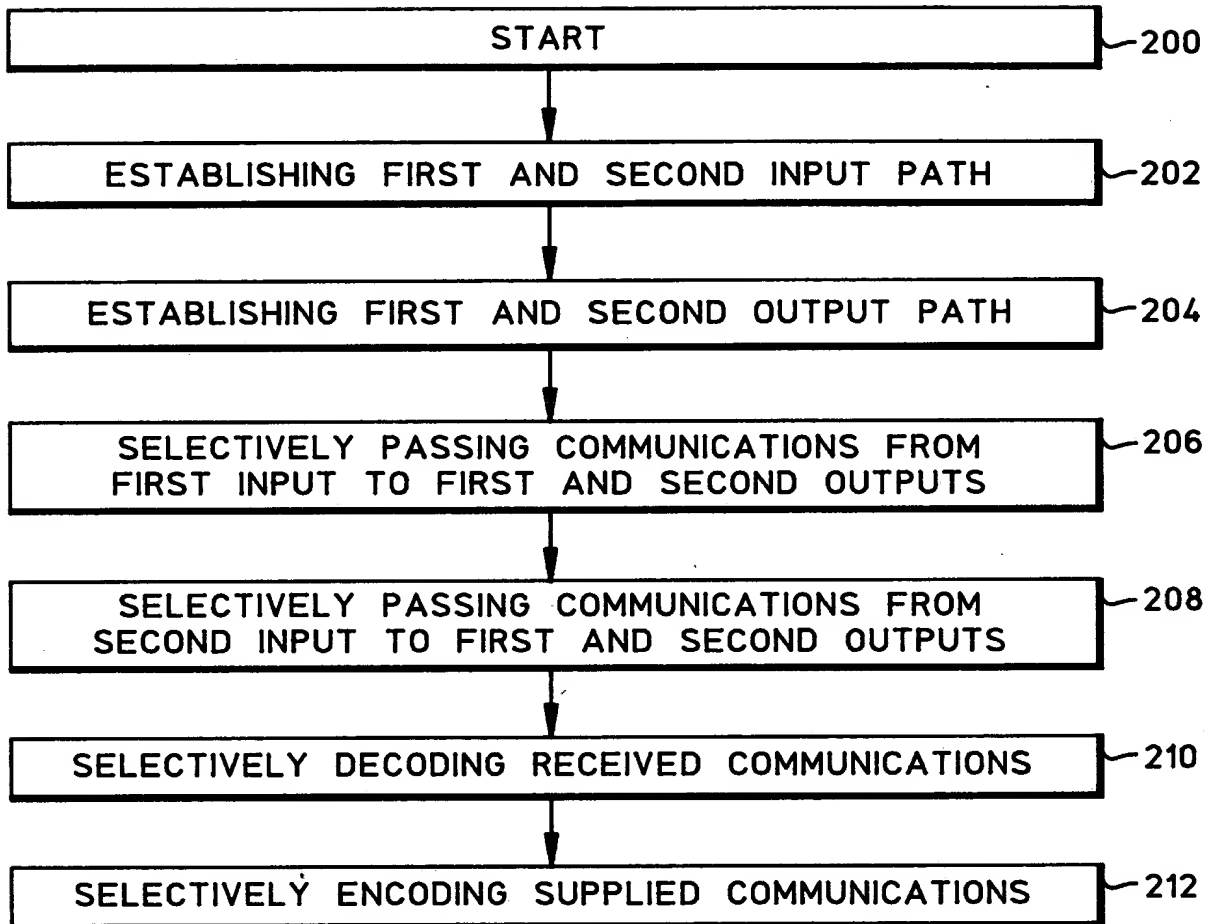 START
200
ESTABLISHING FIRST AND SECOND INPUT PATH
202
ESTABLISHING FIRST AND SECOND OUTPUT PATH
204
SELECTIVELY PASSING COMMUNICATIONS FROM
FIRST INPUT TO FIRST AND SECOND OUTPUTS
206
SELECTIVELY PASSING COMMUNICATIONS FROM
SECOND INPUT TO FIRST AND SECOND OUTPUTS
208
SELECTIVELY DECODING RECEIVED COMMUNICATIONS
210
SELECTIVELY ENCODING SUPPLIED COMMUNICATIONS
212